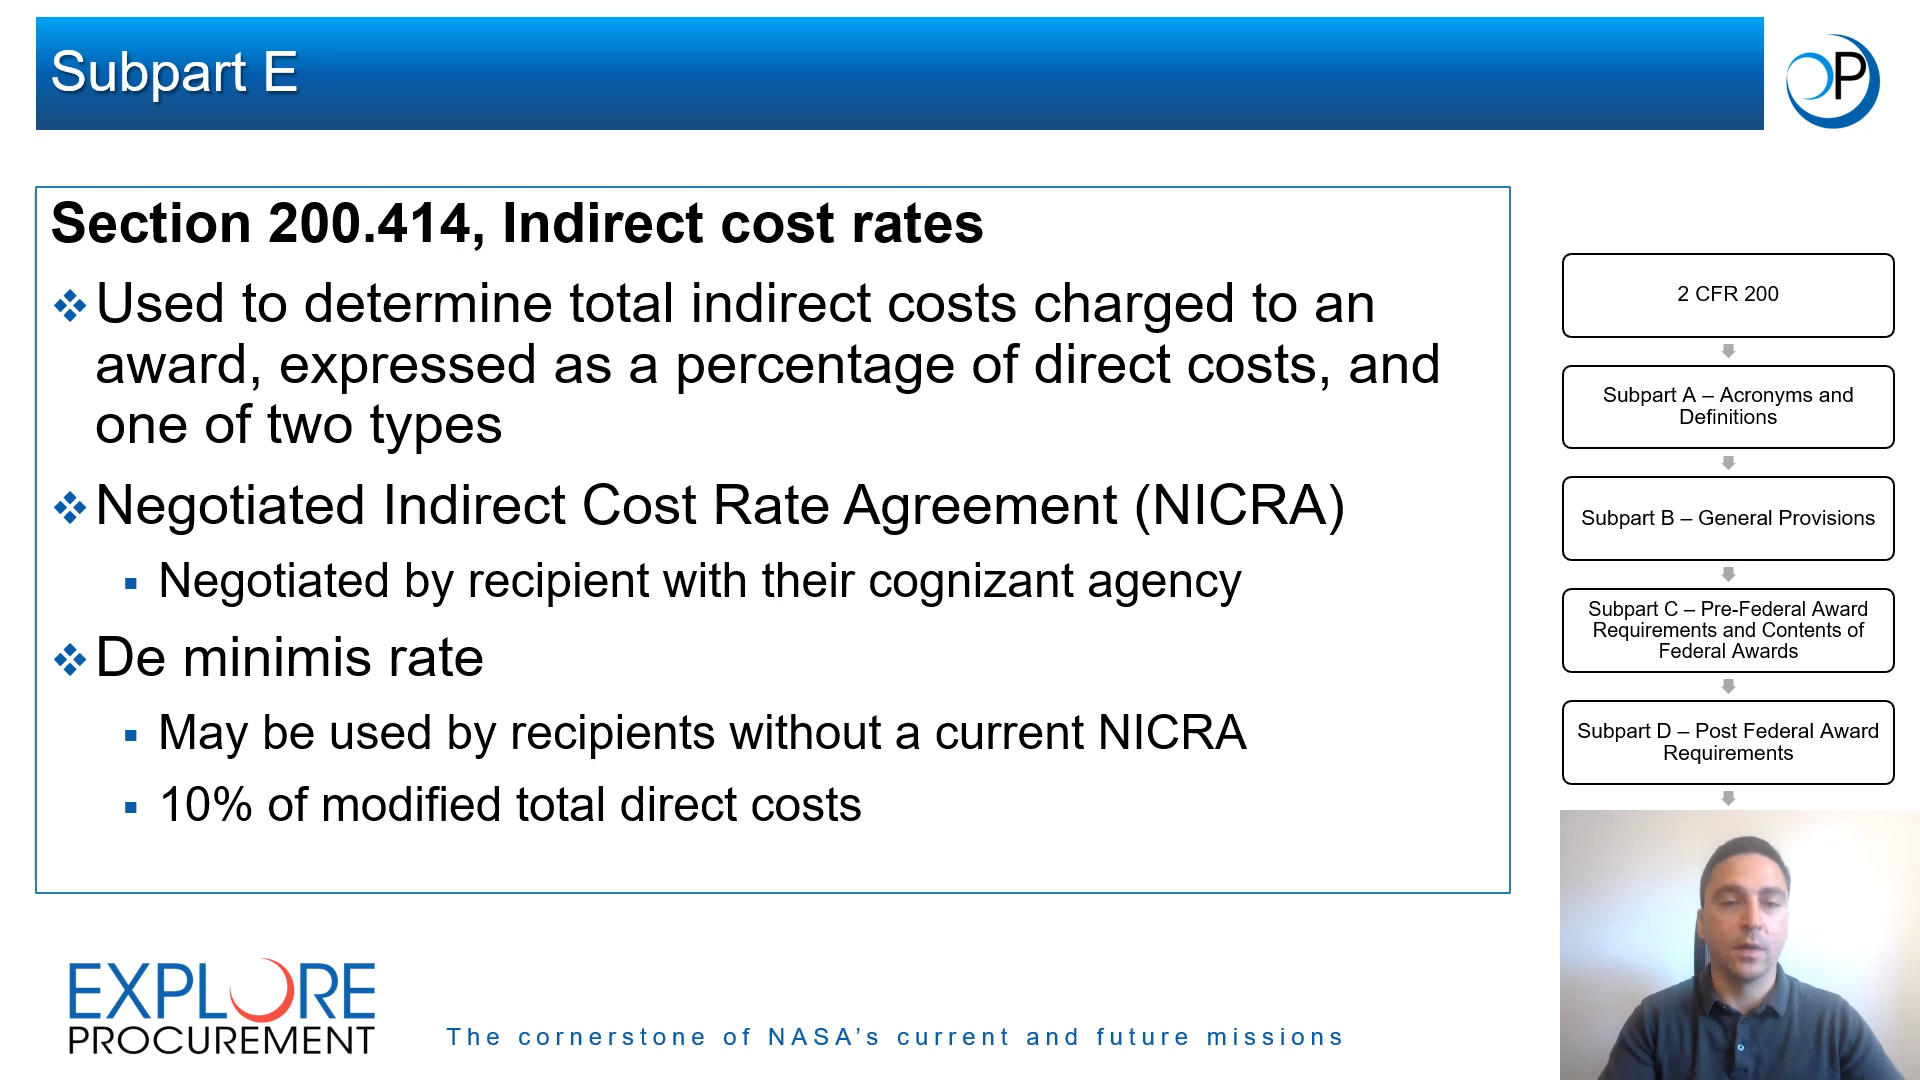 Subpart E
P
Section 200.414, Indirect cost rates
Used to determine total indirect costs charged to an
award, expressed as a percentage of direct costs, and
one of two types
Negotiated Indirect Cost Rate Agreement (NICRA)
Negotiated by recipient with their cognizant agency
De minimis rate
May be used by recipients without a current NICRA
10% of modified total direct costs
2 CFR 200
Subpart A – Acronyms and
Definitions
Subpart B – General Provisions
Subpart C – Pre-Federal Award
Requirements and Contents of
Federal Awards
Subpart D – Post Federal Award
Requirements
EXPLORE
PROCUREMENT
The cornerstone of NASA’s current and future missions